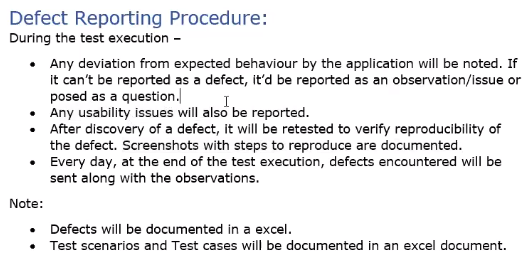 Defect Reporting Procedure:
During the test execution –
• Any deviation from expected behaviour by the application will be noted. If
it can't be reported as a defect, it'd be reported as an observation/issue or
posed as a question.
• Any usability issues will also be reported.
• After discovery of a defect, it will be retested to verify reproducibility of
the defect. Screenshots with steps to reproduce are documented.
• Every day, at the end of the test execution, defects encountered will be
sent along with the observations.
Note:
• Defects will be documented in a excel.
• Test scenarios and Test cases will be documented in an excel document.